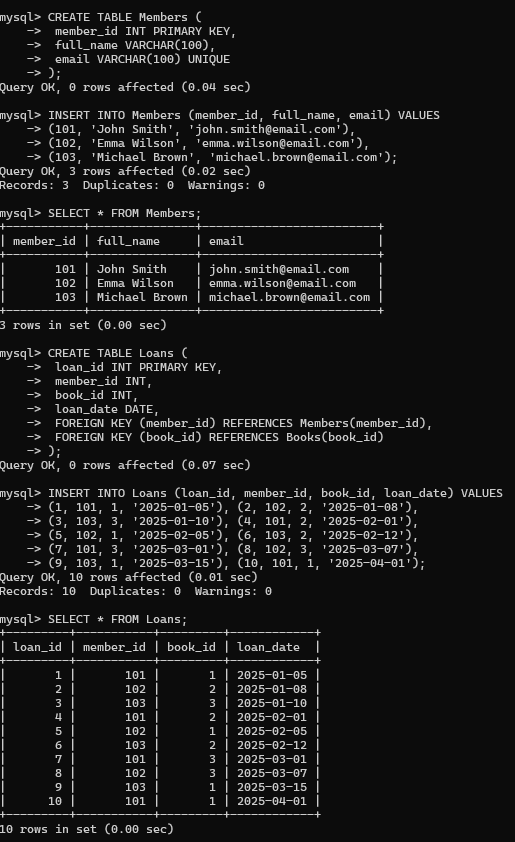 mysql> CREATE TABLE Members (
    ->  member_id INT PRIMARY KEY,
    ->  full_name VARCHAR(100),
    ->  email VARCHAR(100) UNIQUE
    -> );
Query OK, 0 rows affected (0.04 sec)

mysql> INSERT INTO Members (member_id, full_name, email) VALUES
    -> (101, 'John Smith', 'john.smith@email.com'),
    -> (102, 'Emma Wilson', 'emma.wilson@email.com'),
    -> (103, 'Michael Brown', 'michael.brown@email.com');
Query OK, 3 rows affected (0.02 sec)
Records: 3  Duplicates: 0  Warnings: 0

mysql> SELECT * FROM Members;
+-----------+---------------+-------------------------+
| member_id | full_name     | email                   |
+-----------+---------------+-------------------------+
|       101 | John Smith    | john.smith@email.com    |
|       102 | Emma Wilson   | emma.wilson@email.com   |
|       103 | Michael Brown | michael.brown@email.com |
+-----------+---------------+-------------------------+
3 rows in set (0.00 sec)

mysql> CREATE TABLE Loans (
    ->  loan_id INT PRIMARY KEY,
    ->  member_id INT,
    ->  book_id INT,
    ->  loan_date DATE,
    ->  FOREIGN KEY (member_id) REFERENCES Members(member_id),
    ->  FOREIGN KEY (book_id) REFERENCES Books(book_id)
    -> );
Query OK, 0 rows affected (0.07 sec)

mysql> INSERT INTO Loans (loan_id, member_id, book_id, loan_date) VALUES
    -> (1, 101, 1, '2025-01-05'), (2, 102, 2, '2025-01-08'),
    -> (3, 103, 3, '2025-01-10'), (4, 101, 2, '2025-02-01'),
    -> (5, 102, 1, '2025-02-05'), (6, 103, 2, '2025-02-12'),
    -> (7, 101, 3, '2025-03-01'), (8, 102, 3, '2025-03-07'),
    -> (9, 103, 1, '2025-03-15'), (10, 101, 1, '2025-04-01');
Query OK, 10 rows affected (0.01 sec)
Records: 10  Duplicates: 0  Warnings: 0

mysql> SELECT * FROM Loans;
+---------+-----------+---------+------------+
| loan_id | member_id | book_id | loan_date  |
+---------+-----------+---------+------------+
|       1 |       101 |       1 | 2025-01-05 |
|       2 |       102 |       2 | 2025-01-08 |
|       3 |       103 |       3 | 2025-01-10 |
|       4 |       101 |       2 | 2025-02-01 |
|       5 |       102 |       1 | 2025-02-05 |
|       6 |       103 |       2 | 2025-02-12 |
|       7 |       101 |       3 | 2025-03-01 |
|       8 |       102 |       3 | 2025-03-07 |
|       9 |       103 |       1 | 2025-03-15 |
|      10 |       101 |       1 | 2025-04-01 |
+---------+-----------+---------+------------+
10 rows in set (0.00 sec)